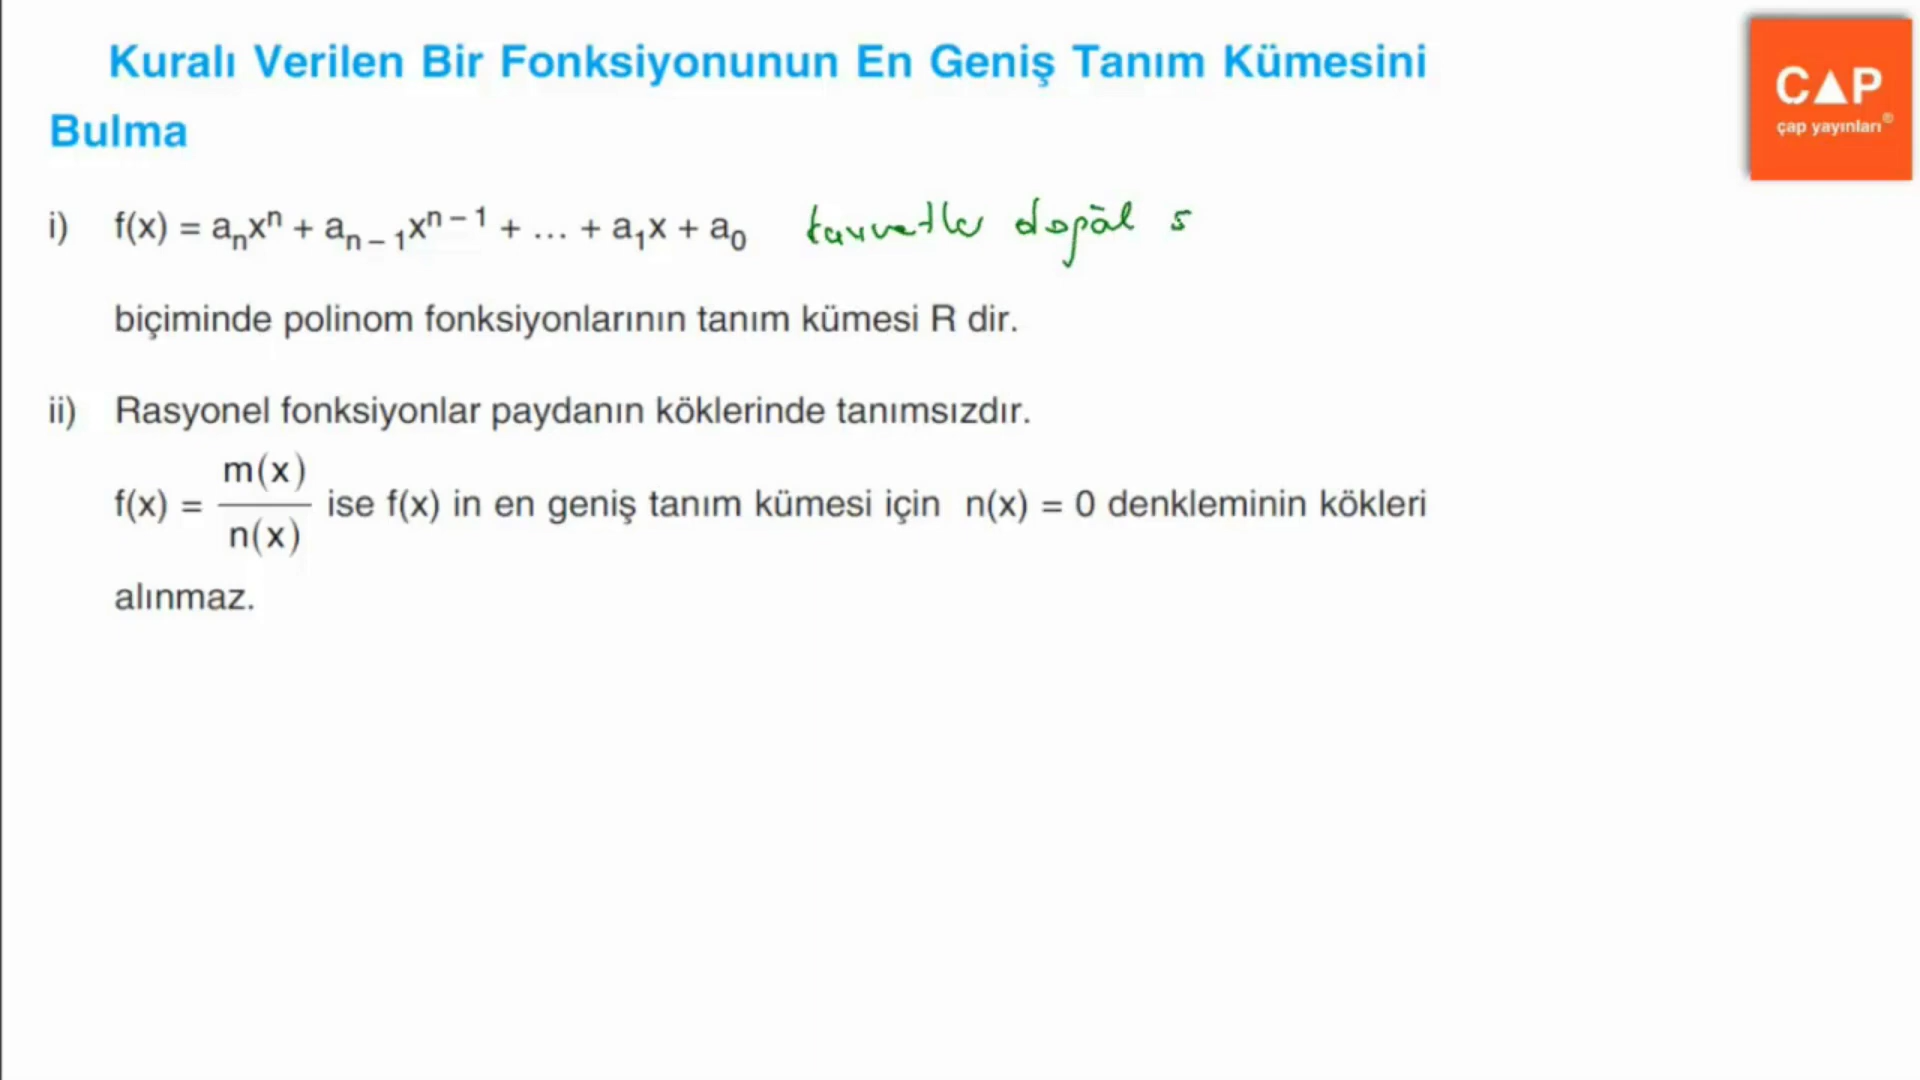 Kuralı Verilen Bir Fonksiyonunun En Geniş Tanım Kümesini
Bulma
CAP
çap yayınları®
i) f(x) = aₙxⁿ + aₙ₋₁xⁿ⁻¹ + ... + a₁x + a₀ kuvvetler doğal s
biçiminde polinom fonksiyonlarının tanım kümesi R dir.
ii) Rasyonel fonksiyonlar paydanın köklerinde tanımsızdır.
f(x) = m(x)/n(x) ise f(x) in en geniş tanım kümesi için n(x) = 0 denkleminin kökleri
alınmaz.